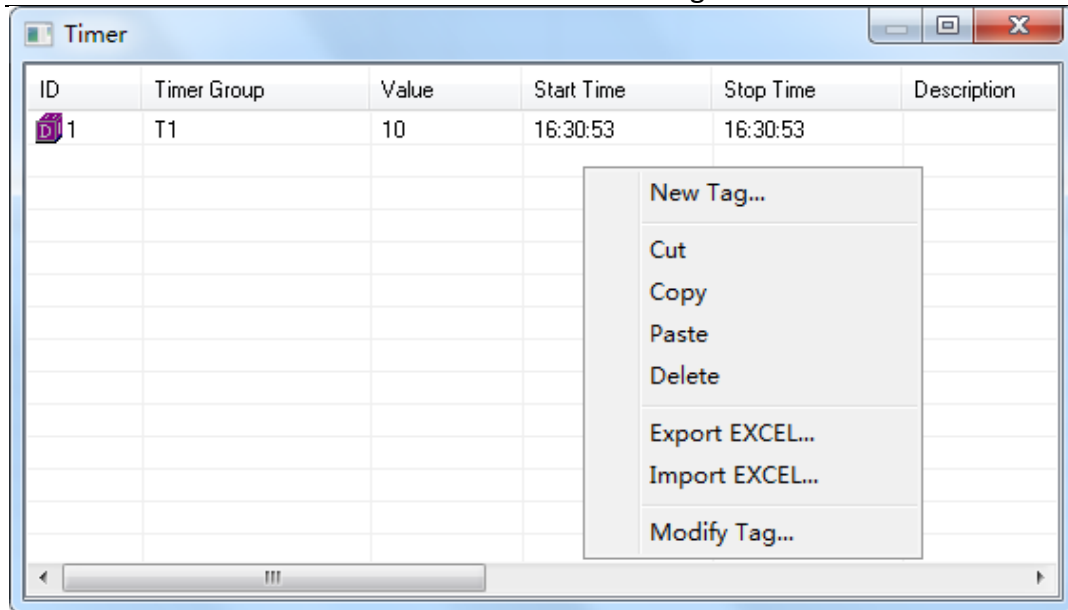 Timer
ID Timer Group Value Start Time Stop Time Description
D 1 T1 10 16:30:53 16:30:53
New Tag...
Cut
Copy
Paste
Delete
Export EXCEL...
Import EXCEL...
Modify Tag...